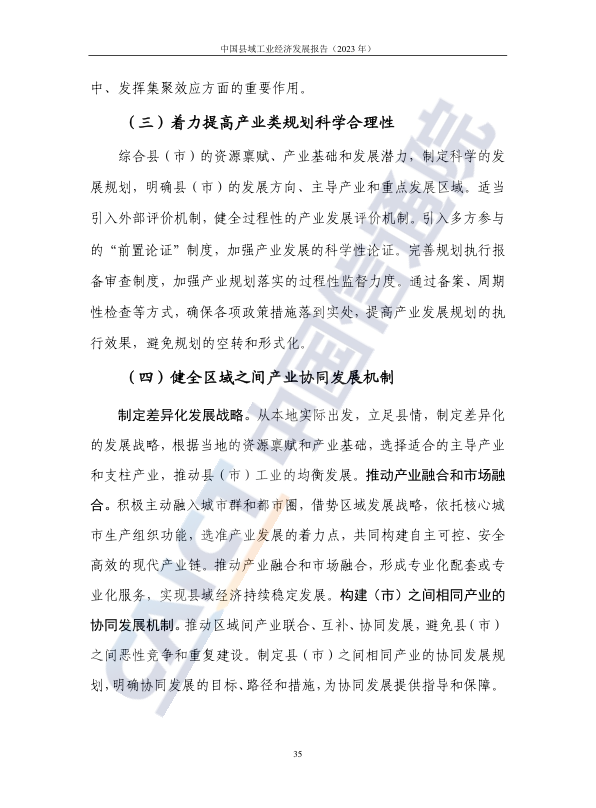 中国县域工业经济发展报告（2023 年）
中、发挥集聚效应方面的重要作用。
（三）着力提高产业类规划科学合理性
综合县（市）的资源禀赋、产业基础和发展潜力，制定科学的发
展规划，明确县（市）的发展方向、主导产业和重点发展区域。适当
引入外部评价机制，健全过程性的产业发展评价机制。引入多方参与
的“前置论证”制度，加强产业发展的科学性论证。完善规划执行报
备审查制度，加强产业规划落实的过程性监督力度。通过备案、周期
性检查等方式，确保各项政策措施落到实处，提高产业发展规划的执
行效果，避免规划的空转和形式化。
（四）健全区域之间产业协同发展机制
制定差异化发展战略。从本地实际出发，立足县情，制定差异化
的发展战略，根据当地的资源禀赋和产业基础，选择适合的主导产业
和支柱产业，推动县（市）工业的均衡发展。推动产业融合和市场融
合。积极主动融入城市群和都市圈，借势区域发展战略，依托核心城
市生产组织功能，选准产业发展的着力点，共同构建自主可控、安全
高效的现代产业链。推动产业融合和市场融合，形成专业化配套或专
业化服务，实现县域经济持续稳定发展。构建（市）之间相同产业的
协同发展机制。推动区域间产业联合、互补、协同发展，避免县（市）
之间恶性竞争和重复建设。制定县（市）之间相同产业的协同发展规
划，明确协同发展的目标、路径和措施，为协同发展提供指导和保障。
35
CAICT 中国信通院